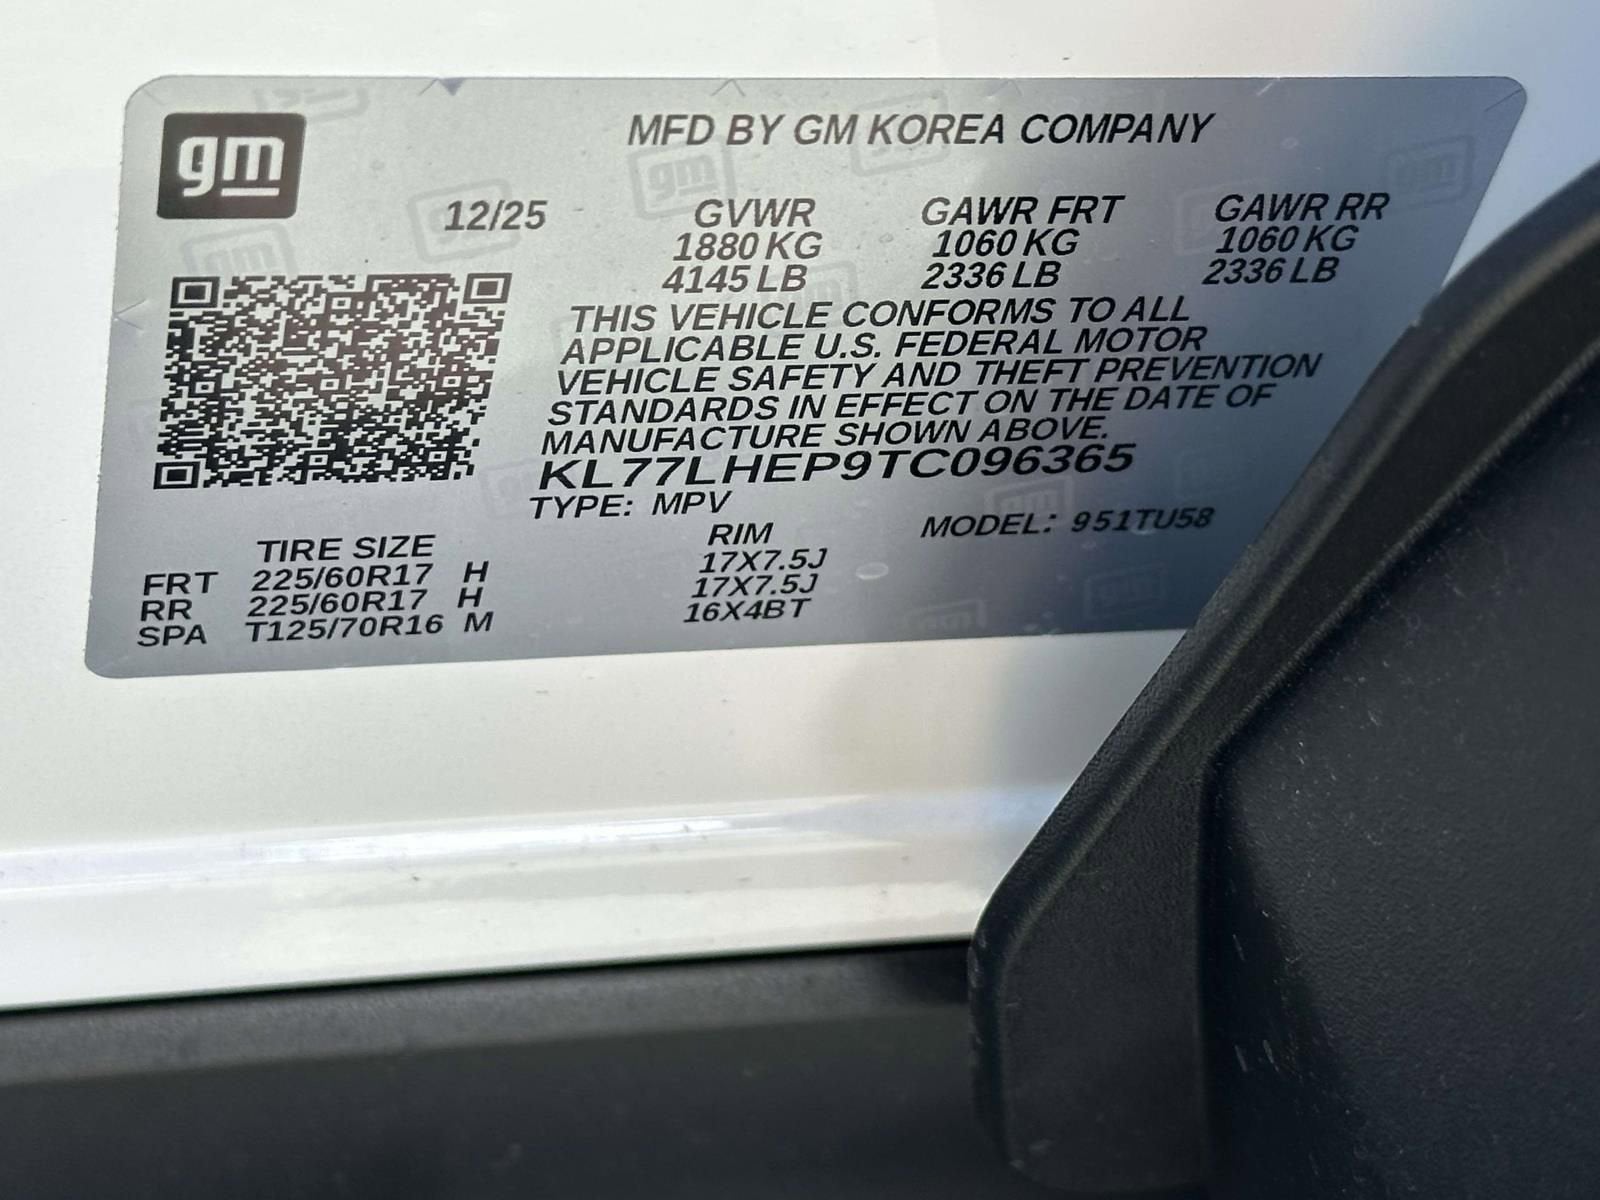 gm
MFD BY GM KOREA COMPANY
12/25 GVWR GAWR FRT GAWR RR
1880 KG 1060 KG 1060 KG
4145 LB 2336 LB 2336 LB
THIS VEHICLE CONFORMS TO ALL
APPLICABLE U.S. FEDERAL MOTOR
VEHICLE SAFETY AND THEFT PREVENTION
STANDARDS IN EFFECT ON THE DATE OF
MANUFACTURE SHOWN ABOVE.
KL77LHEP9TC096365
TYPE: MPV MODEL: 951TU58
TIRE SIZE RIM
FRT 225/60R17 H 17X7.5J
RR 225/60R17 H 17X7.5J
SPA T125/70R16 M 16X4BT